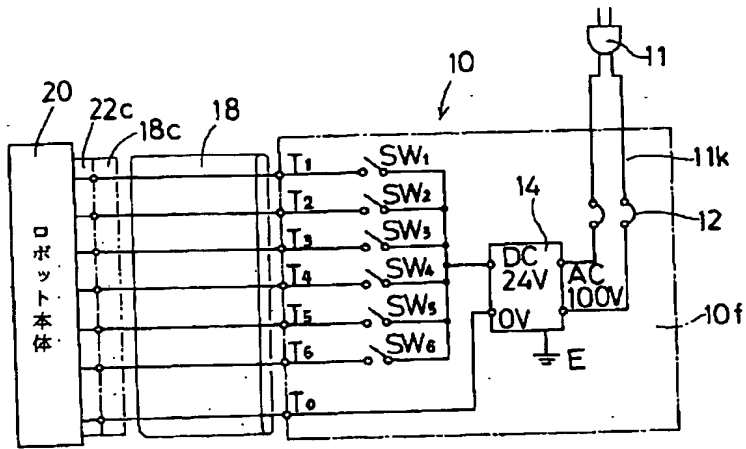 11
10
20
22c
18c
18
11k
T1
SW1
T2
SW2
12
T3
SW3
14
T4
SW4
DC
24V
AC
100V
T5
SW5
0V
10f
T6
SW6
E
T0
ロボット本体